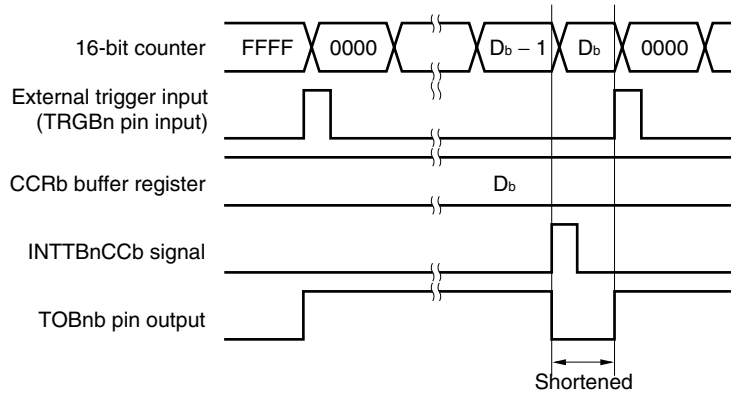 16-bit counter FFFF 0000 Db − 1 Db 0000
External trigger input
(TRGBn pin input)
CCRb buffer register Db
INTTBnCCb signal
TOBnb pin output
Shortened